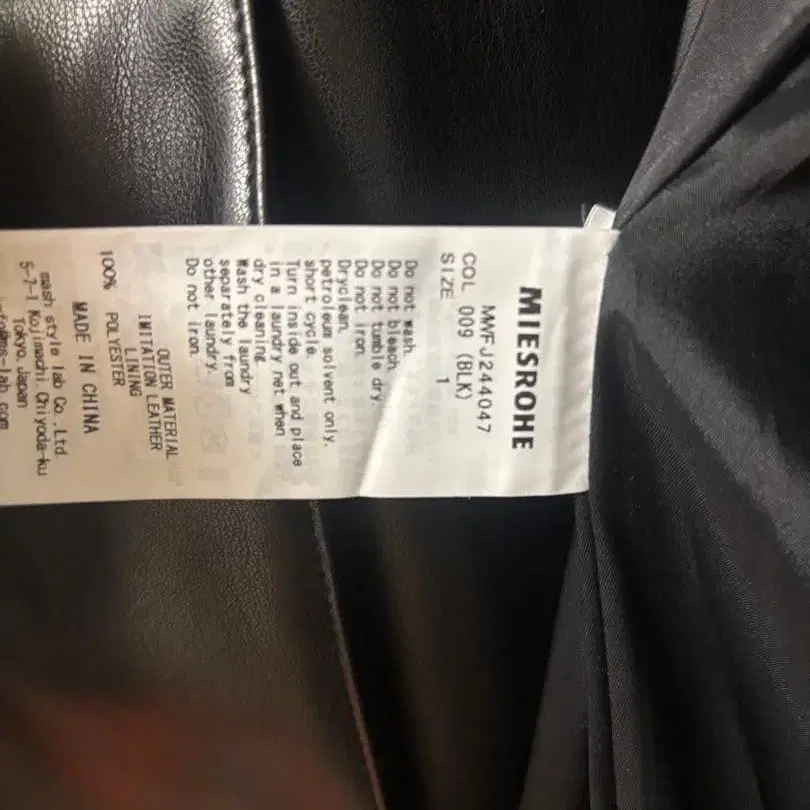 MIESROHE
MWFJ244047
COL 009 (BLK)
SIZE 1
Do not wash.
Do not bleach.
Do not tumble dry.
Do not iron.
Dryclean.
petroleum solvent only.
short cycle.
Turn inside out and place
in a laundry net when
dry cleaning.
Wash the laundry
separately from
other laundry.
Do not iron.
OUTER MATERIAL
IMITATION LEATHER
LINING
100% POLYESTER
MADE IN CHINA
mash style lab Co.,Ltd.
5-7-1 Kojimachi, Chiyoda-ku
Tokyo, Japan